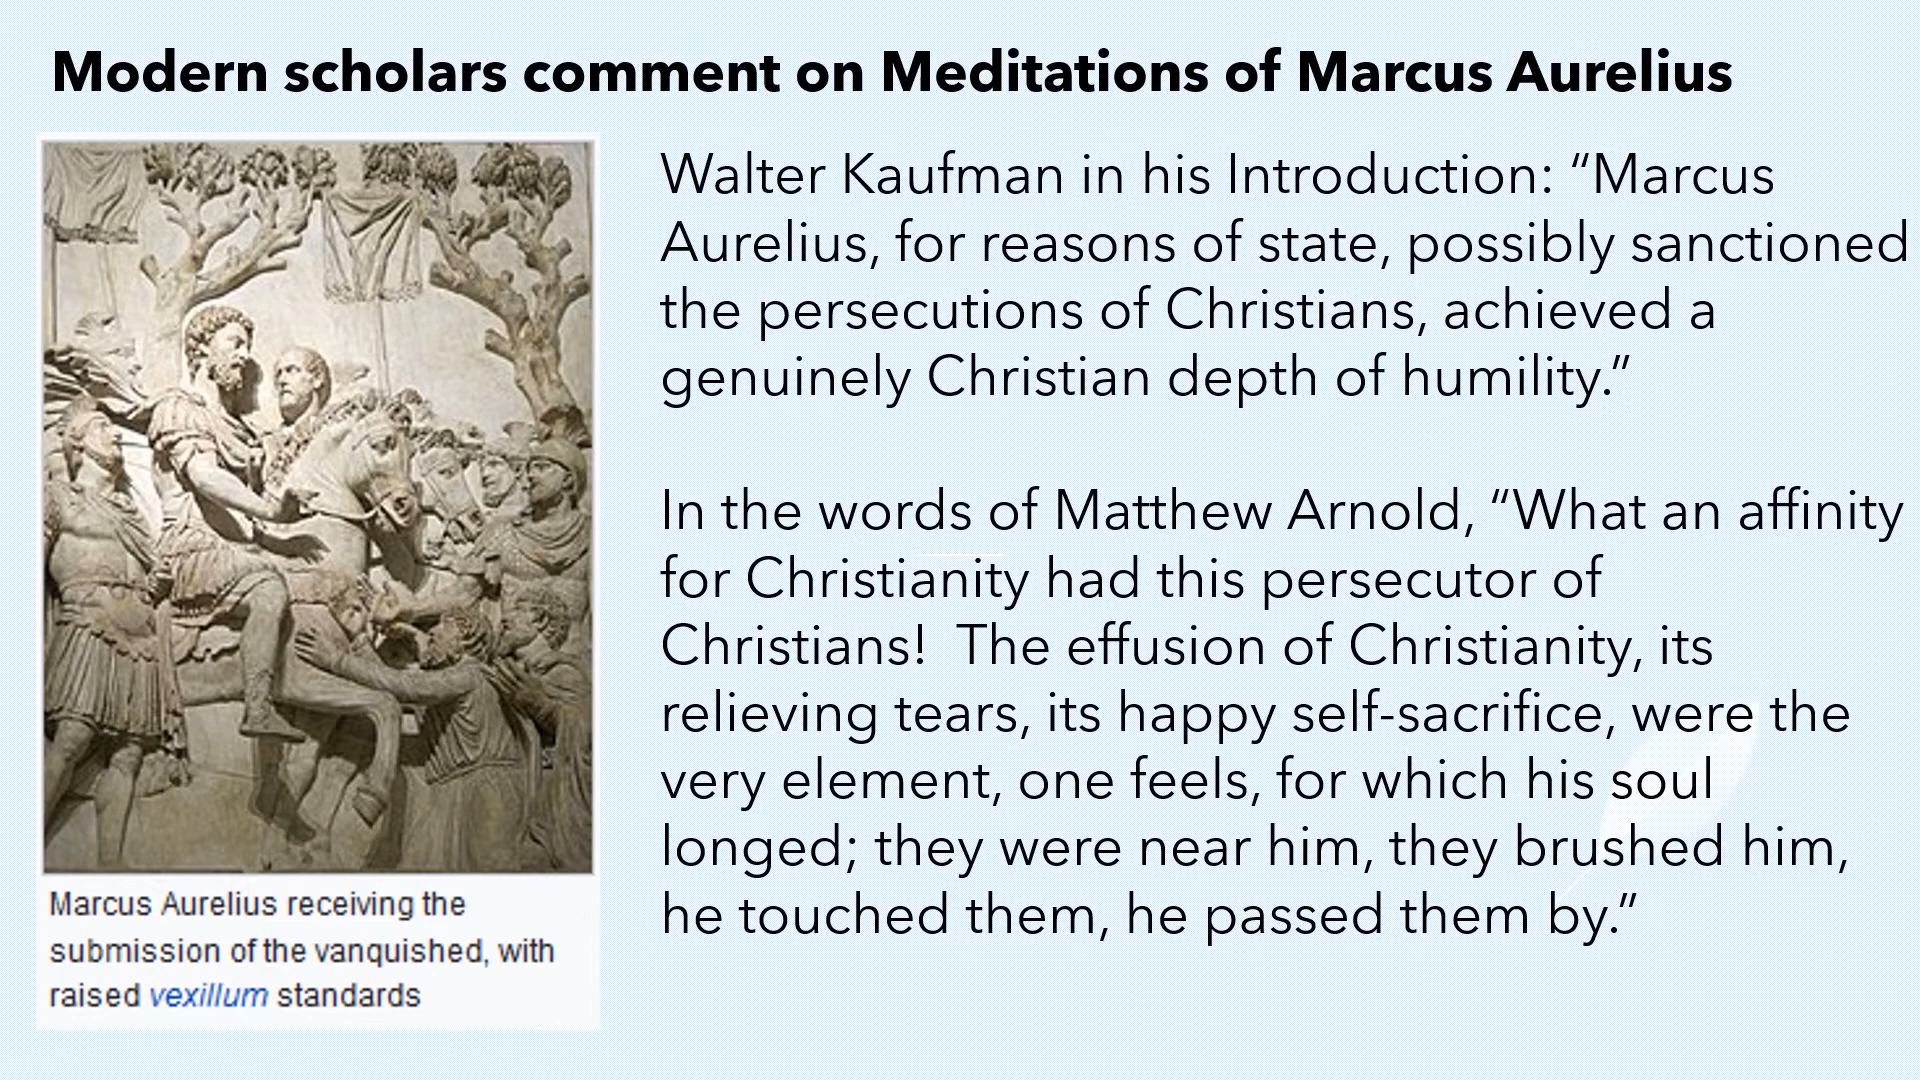 Modern scholars comment on Meditations of Marcus Aurelius
Walter Kaufman in his Introduction: “Marcus
Aurelius, for reasons of state, possibly sanctioned
the persecutions of Christians, achieved a
genuinely Christian depth of humility.”
In the words of Matthew Arnold, “What an affinity
for Christianity had this persecutor of
Christians!  The effusion of Christianity, its
relieving tears, its happy self-sacrifice, were the
very element, one feels, for which his soul
longed; they were near him, they brushed him,
he touched them, he passed them by.”
Marcus Aurelius receiving the
submission of the vanquished, with
raised vexillum standards